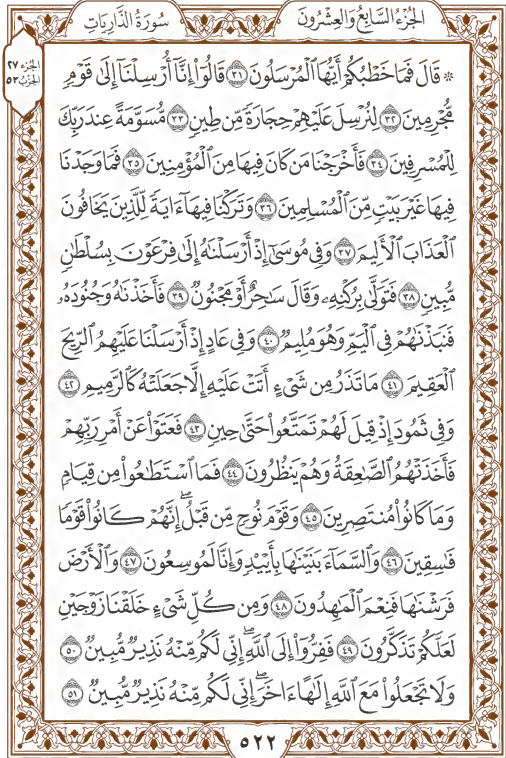 الجزء السابع والعشرون
سورة الذاريات
الجزء ٢٧
الحزب ٥٣
۞ قَالَ فَمَا خَطْبُكُمْ أَيُّهَا ٱلْمُرْسَلُونَ ٣١ قَالُوٓا۟ إِنَّآ أُرْسِلْنَآ إِلَىٰ قَوْمٍ
مُّجْرِمِينَ ٣٢ لِنُرْسِلَ عَلَيْهِمْ حِجَارَةً مِّن طِينٍ ٣٣ مُّسَوَّمَةً عِندَ رَبِّكَ
لِلْمُسْرِفِينَ ٣٤ فَأَخْرَجْنَا مَن كَانَ فِيهَا مِنَ ٱلْمُؤْمِنِينَ ٣٥ فَمَا وَجَدْنَا
فِيهَا غَيْرَ بَيْتٍ مِّنَ ٱلْمُسْلِمِينَ ٣٦ وَتَرَكْنَا فِيهَآ ءَايَةً لِّلَّذِينَ يَخَافُونَ
ٱلْعَذَابَ ٱلْأَلِيمَ ٣٧ وَفِى مُوسَىٰٓ إِذْ أَرْسَلْنَٰهُ إِلَىٰ فِرْعَوْنَ بِسُلْطَٰنٍ
مُّبِينٍ ٣٨ فَتَوَلَّىٰ بِرُكْنِهِۦ وَقَالَ سَٰحِرٌ أَوْ مَجْنُونٌ ٣٩ فَأَخَذْنَٰهُ وَجُنُودَهُۥ
فَنَبَذْنَٰهُمْ فِى ٱلْيَمِّ وَهُوَ مُلِيمٌ ٤٠ وَفِى عَادٍ إِذْ أَرْسَلْنَا عَلَيْهِمُ ٱلرِّيحَ
ٱلْعَقِيمَ ٤١ مَا تَذَرُ مِن شَىْءٍ أَتَتْ عَلَيْهِ إِلَّا جَعَلَتْهُ كَٱلرَّمِيمِ ٤٢
وَفِى ثَمُودَ إِذْ قِيلَ لَهُمْ تَمَتَّعُوا۟ حَتَّىٰ حِينٍ ٤٣ فَعَتَوْا۟ عَنْ أَمْرِ رَبِّهِمْ
فَأَخَذَتْهُمُ ٱلصَّٰعِقَةُ وَهُمْ يَنظُرُونَ ٤٤ فَمَا ٱسْتَطَٰعُوا۟ مِن قِيَامٍ
وَمَا كَانُوا۟ مُنتَصِرِينَ ٤٥ وَقَوْمَ نُوحٍ مِّن قَبْلُ ۖ إِنَّهُمْ كَانُوا۟ قَوْمًا
فَٰسِقِينَ ٤٦ وَٱلسَّمَآءَ بَنَيْنَٰهَا بِأَيْي۟دٍ وَإِنَّا لَمُوسِعُونَ ٤٧ وَٱلْأَرْضَ
فَرَشْنَٰهَا فَنِعْمَ ٱلْمَٰهِدُونَ ٤٨ وَمِن كُلِّ شَىْءٍ خَلَقْنَا زَوْجَيْنِ
لَعَلَّكُمْ تَذَكَّرُونَ ٤٩ فَفِرُّوٓا۟ إِلَى ٱللَّهِ ۖ إِنِّى لَكُم مِّنْهُ نَذِيرٌ مُّبِينٌ ٥٠
وَلَا تَجْعَلُوا۟ مَعَ ٱللَّهِ إِلَٰهًا ءَاخَرَ ۖ إِنِّى لَكُم مِّنْهُ نَذِيرٌ مُّبِينٌ ٥١
٥٢٢